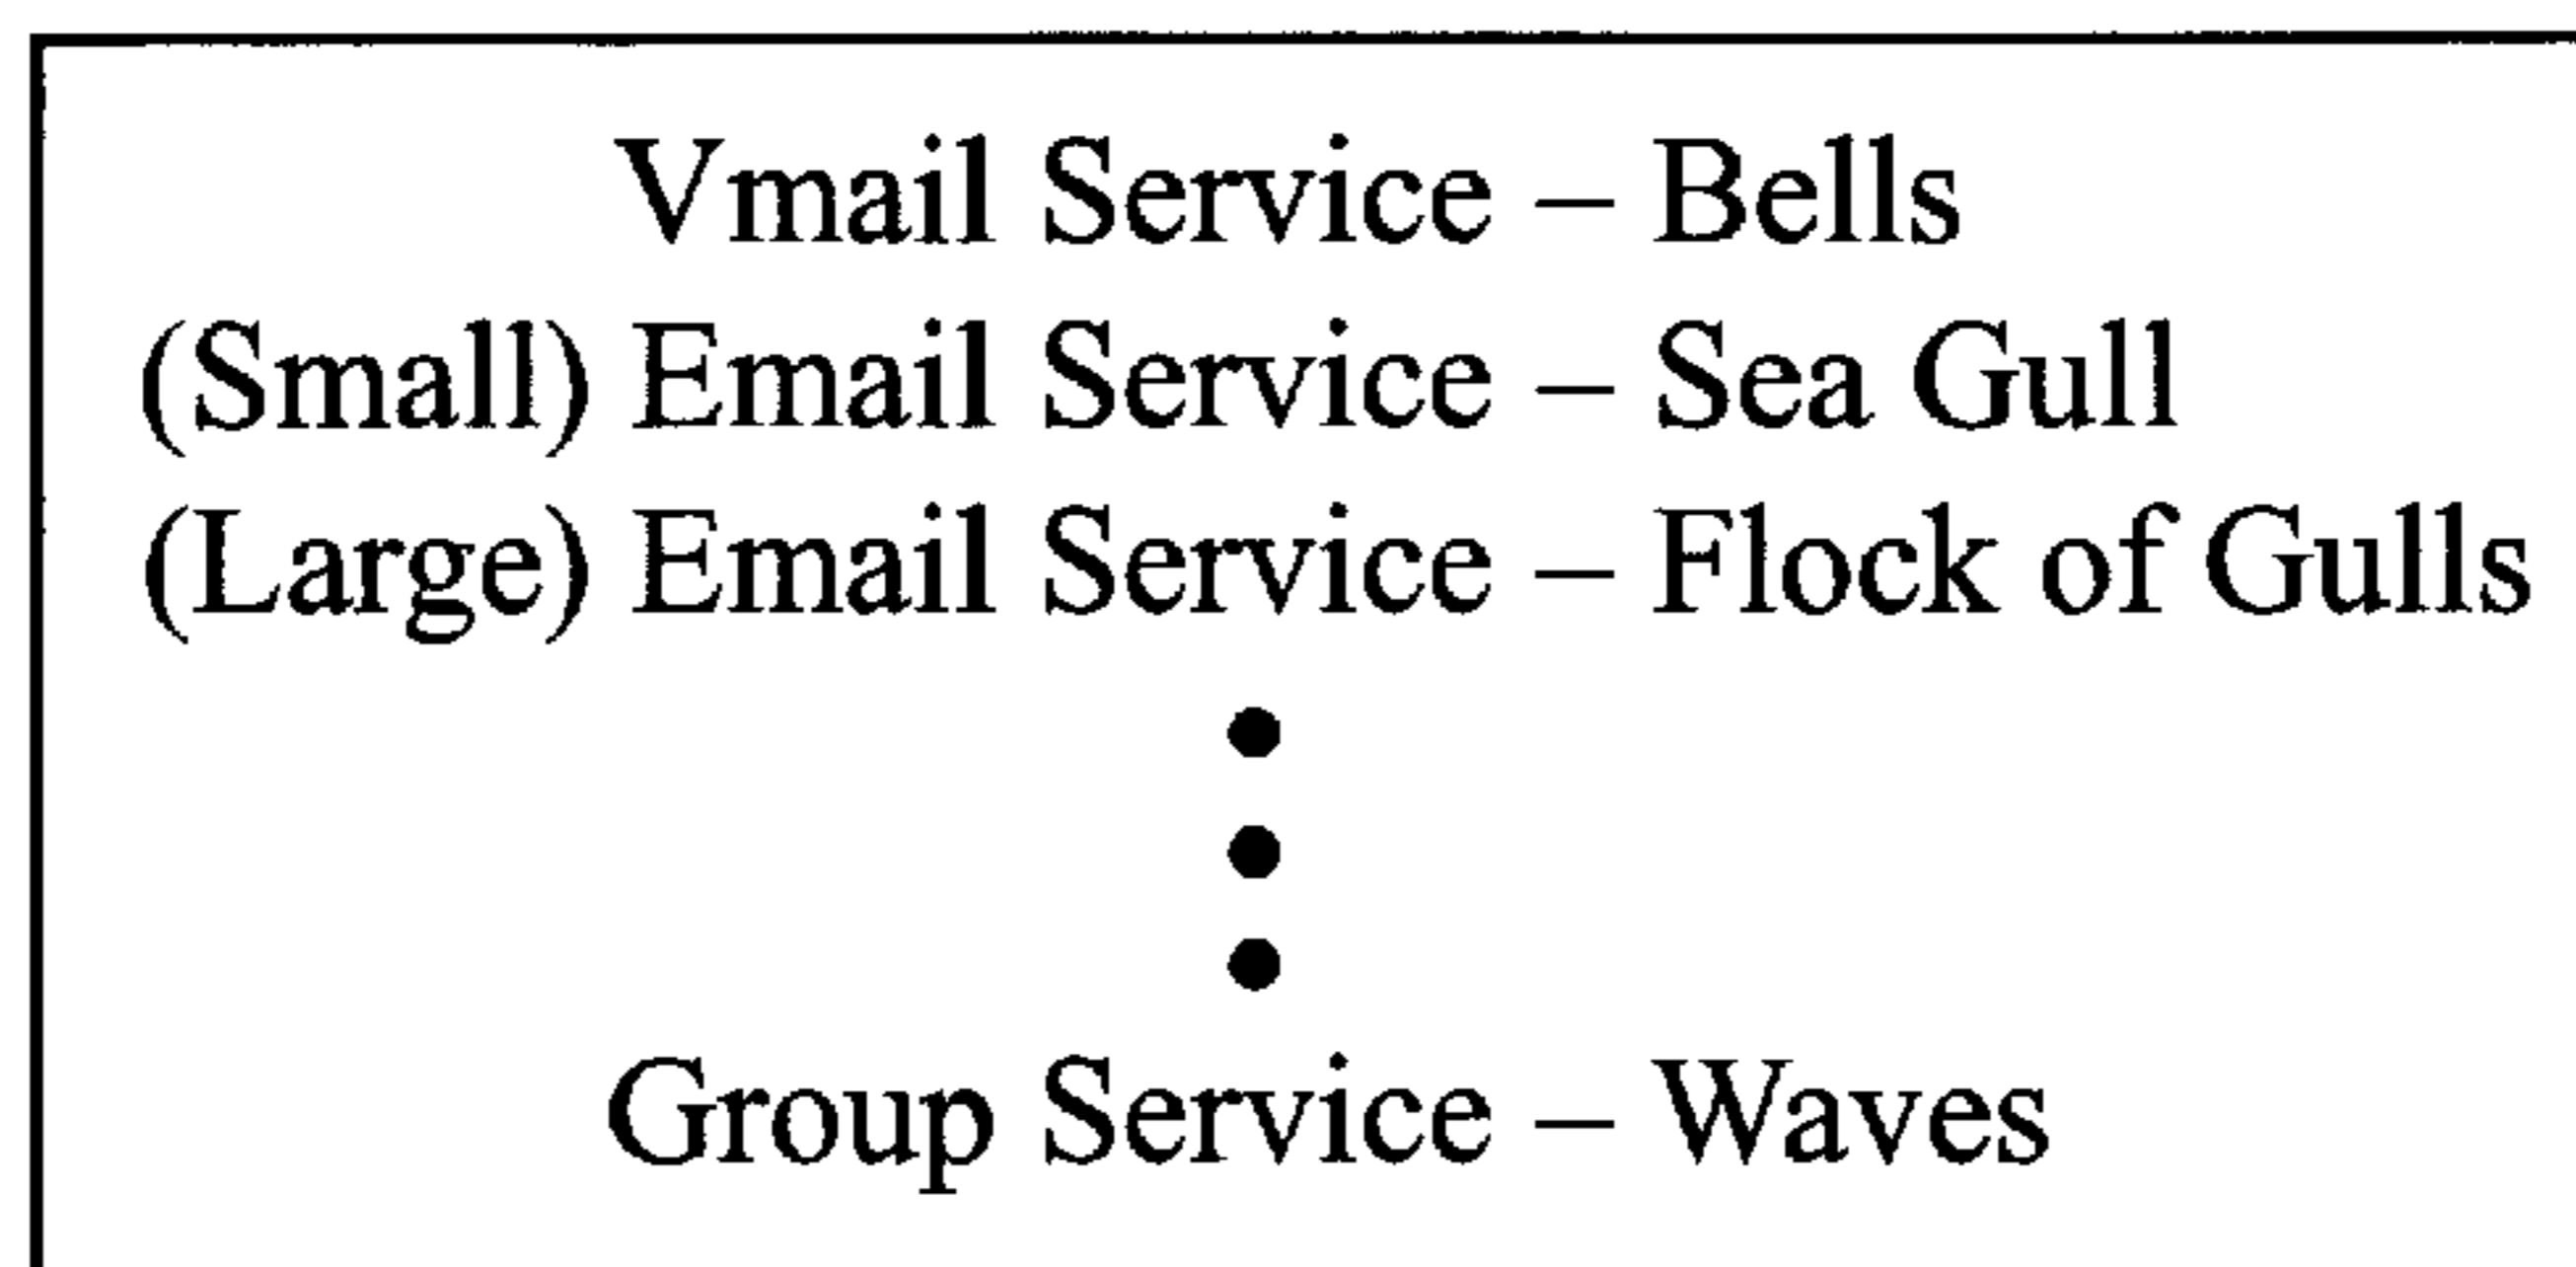 Vmail Service – Bells
(Small) Email Service – Sea Gull
(Large) Email Service – Flock of Gulls
Group Service – Waves